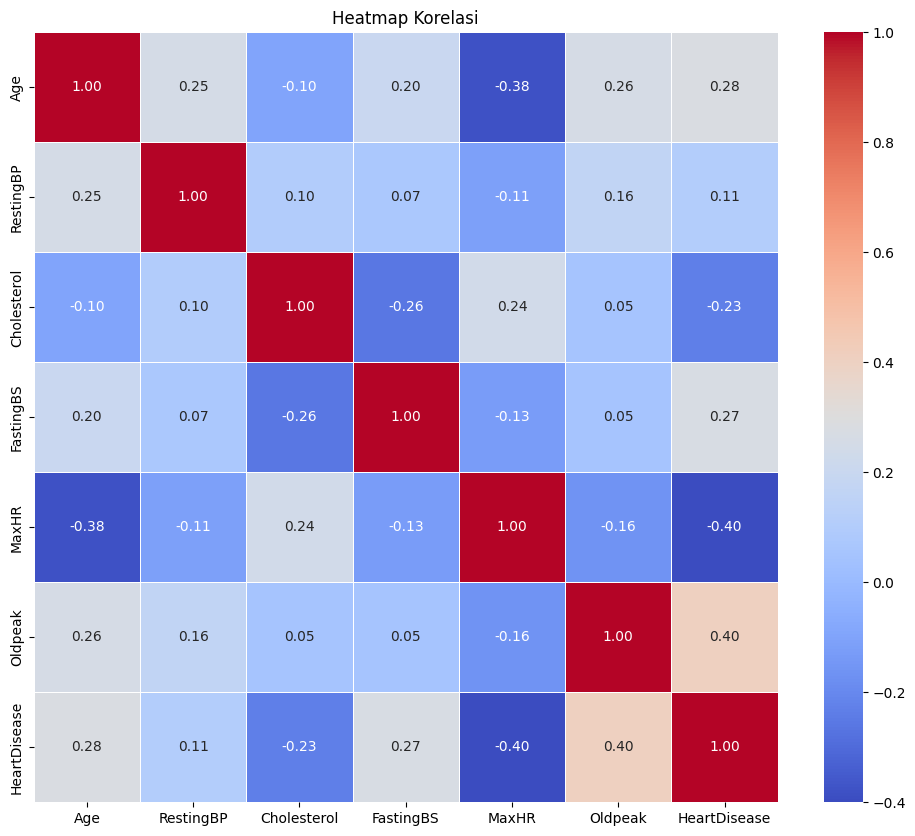 Heatmap Korelasi
Age 1.00 0.25 -0.10 0.20 -0.38 0.26 0.28
RestingBP 0.25 1.00 0.10 0.07 -0.11 0.16 0.11
Cholesterol -0.10 0.10 1.00 -0.26 0.24 0.05 -0.23
FastingBS 0.20 0.07 -0.26 1.00 -0.13 0.05 0.27
MaxHR -0.38 -0.11 0.24 -0.13 1.00 -0.16 -0.40
Oldpeak 0.26 0.16 0.05 0.05 -0.16 1.00 0.40
HeartDisease 0.28 0.11 -0.23 0.27 -0.40 0.40 1.00
Age RestingBP Cholesterol FastingBS MaxHR Oldpeak HeartDisease
1.0
0.8
0.6
0.4
0.2
0.0
−0.2
−0.4